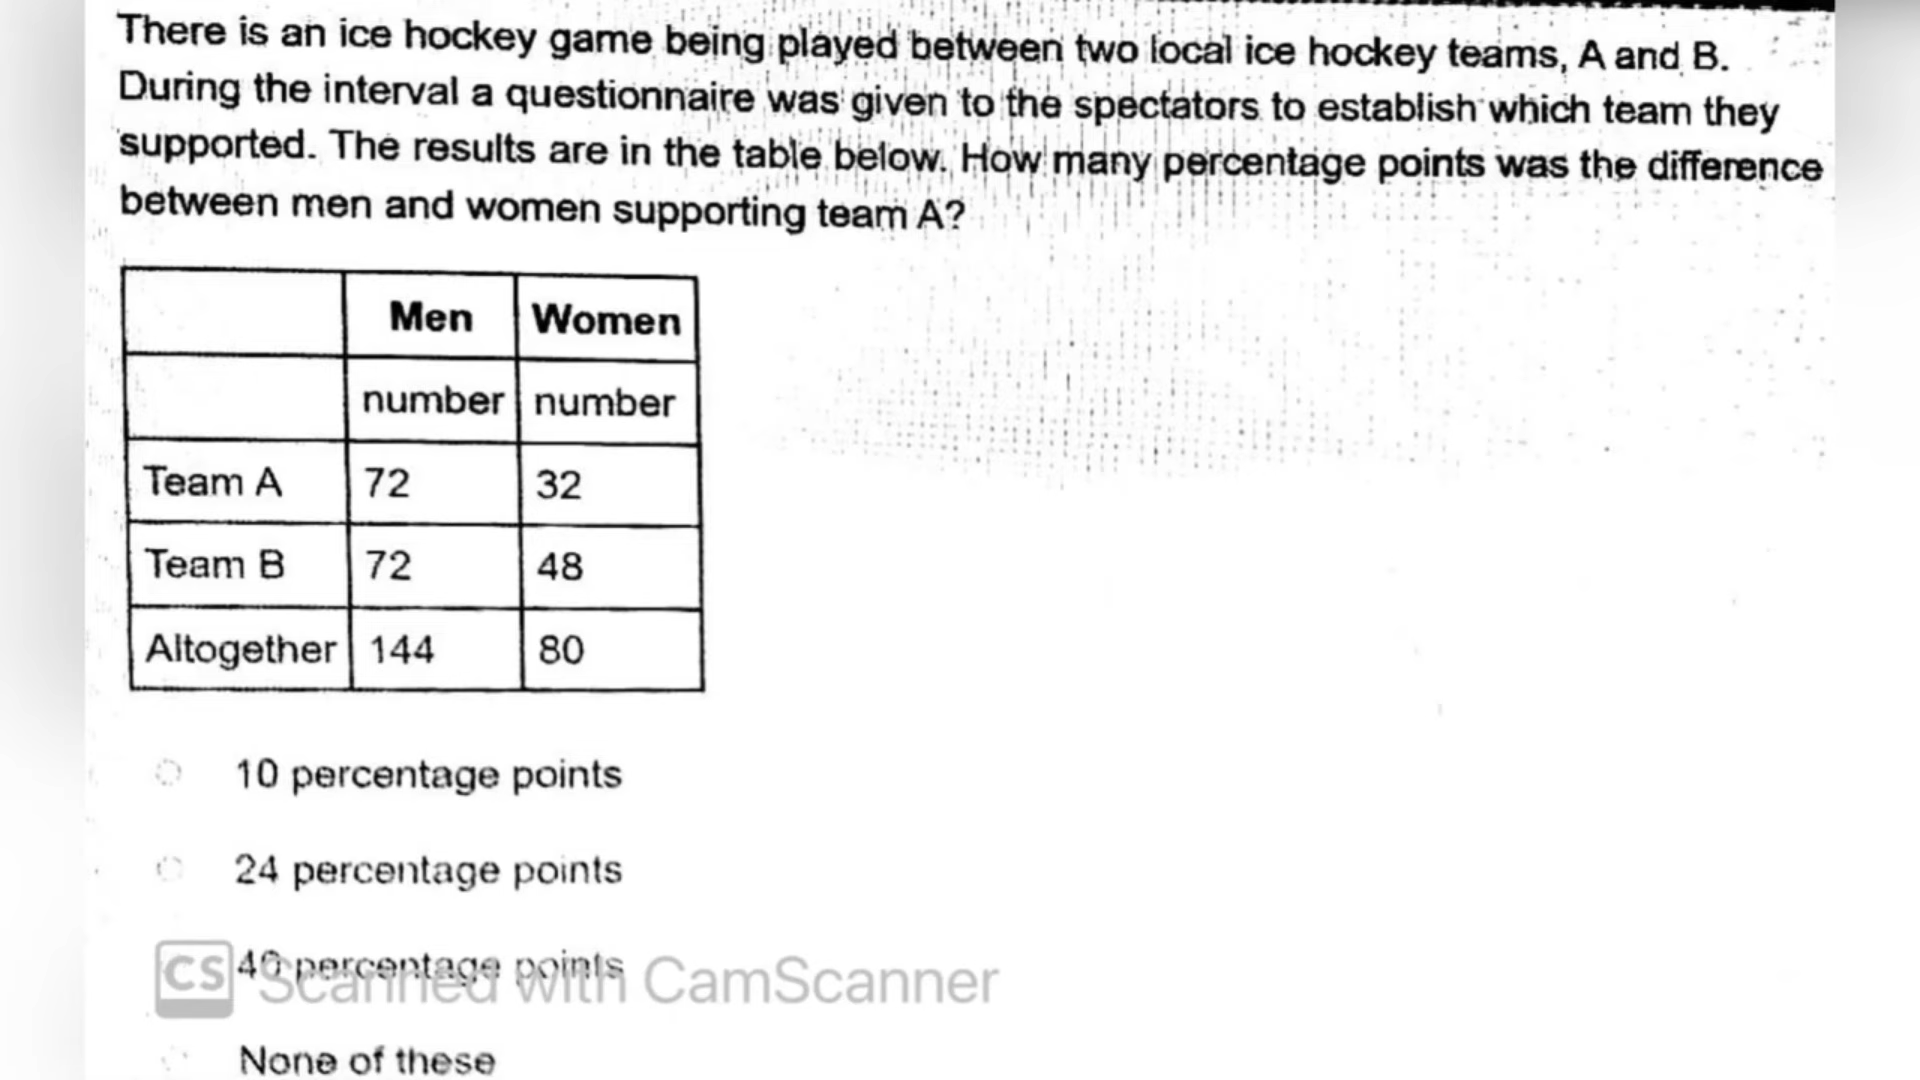 There is an ice hockey game being played between two local ice hockey teams, A and B.
During the interval a questionnaire was given to the spectators to establish which team they
supported. The results are in the table below. How many percentage points was the difference
between men and women supporting team A?
Men Women
number number
Team A 72 32
Team B 72 48
Altogether 144 80
10 percentage points
24 percentage points
40 percentage points
CS Scanned with CamScanner
None of these